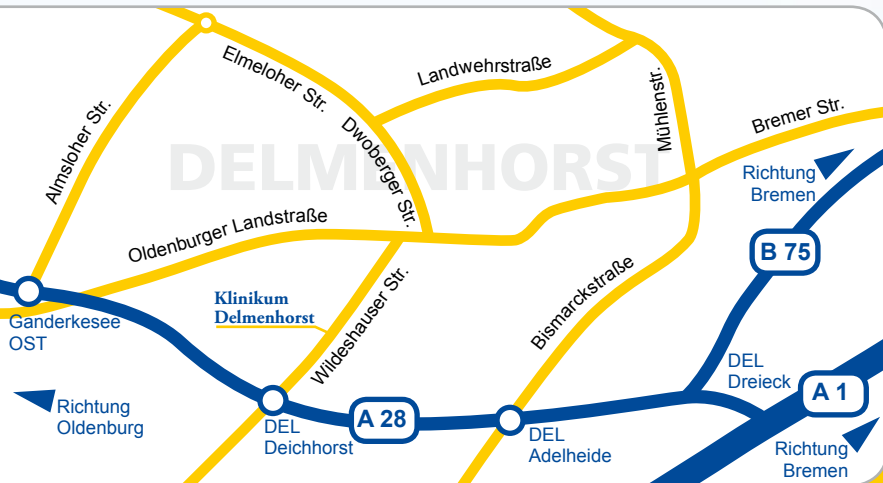 Elmeloher Str.
Landwehrstraße
Almsloher Str.
Dwoberger Str.
Mühlenstr.
Bremer Str.
DELMENHORST
Richtung
Bremen
Oldenburger Landstraße
B 75
Klinikum
Delmenhorst
Wildeshauser Str.
Bismarckstraße
Ganderkesee
OST
DEL
Dreieck
A 1
Richtung
Oldenburg
DEL
Deichhorst
A 28
DEL
Adelheide
Richtung
Bremen